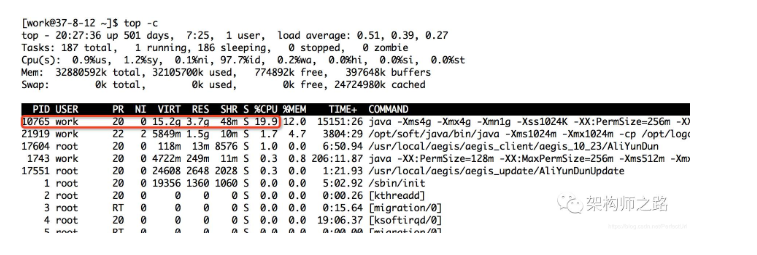 [work@37-8-12 ~]$ top -c
top - 20:27:36 up 501 days,  7:25,  1 user,  load average: 0.51, 0.39, 0.27
Tasks: 187 total,   1 running, 186 sleeping,   0 stopped,   0 zombie
Cpu(s):  0.9%us,  1.2%sy,  0.1%ni, 97.7%id,  0.2%wa,  0.0%hi,  0.0%si,  0.0%st
Mem:  32880592k total, 32105700k used,   774892k free,   397648k buffers
Swap:        0k total,        0k used,        0k free, 24724980k cached
PID USER PR NI VIRT RES SHR S %CPU %MEM TIME+ COMMAND
10765 work 20 0 15.2g 3.7g 48m S 19.9 12.0 15151:26 java -Xms4g -Xmx4g -Xmn1g -Xss1024K -XX:PermSize=256m -XX
21919 work 22 2 5849m 1.5g 10m S 1.7 4.7 3804:29 /opt/soft/java/bin/java -Xms1024m -Xmx1024m -cp /opt/log
17604 root 20 0 118m 13m 8576 S 1.0 0.0 6:50.94 /usr/local/aegis/aegis_client/aegis_10_23/AliYunDun
1743 work 20 0 4722m 249m 11m S 0.3 0.8 206:11.87 java -XX:PermSize=128m -XX:MaxPermSize=256m -Xms512m -Xmx
17551 root 20 0 24608 2648 2028 S 0.3 0.0 1:21.93 /usr/local/aegis/aegis_update/AliYunDunUpdate
1 root 20 0 19356 1360 1060 S 0.0 0.0 5:02.92 /sbin/init
2 root 20 0 0 0 0 S 0.0 0.0 0:00.26 [kthreadd]
3 root RT 0 0 0 0 S 0.0 0.0 3:15.64 [migration/0]
4 root 20 0 0 0 0 S 0.0 0.0 19:06.37 [ksoftirqd/0]
5 root RT 0 0 0 0 S 0.0 0.0 0:00.00 [migration/0]
架构师之路